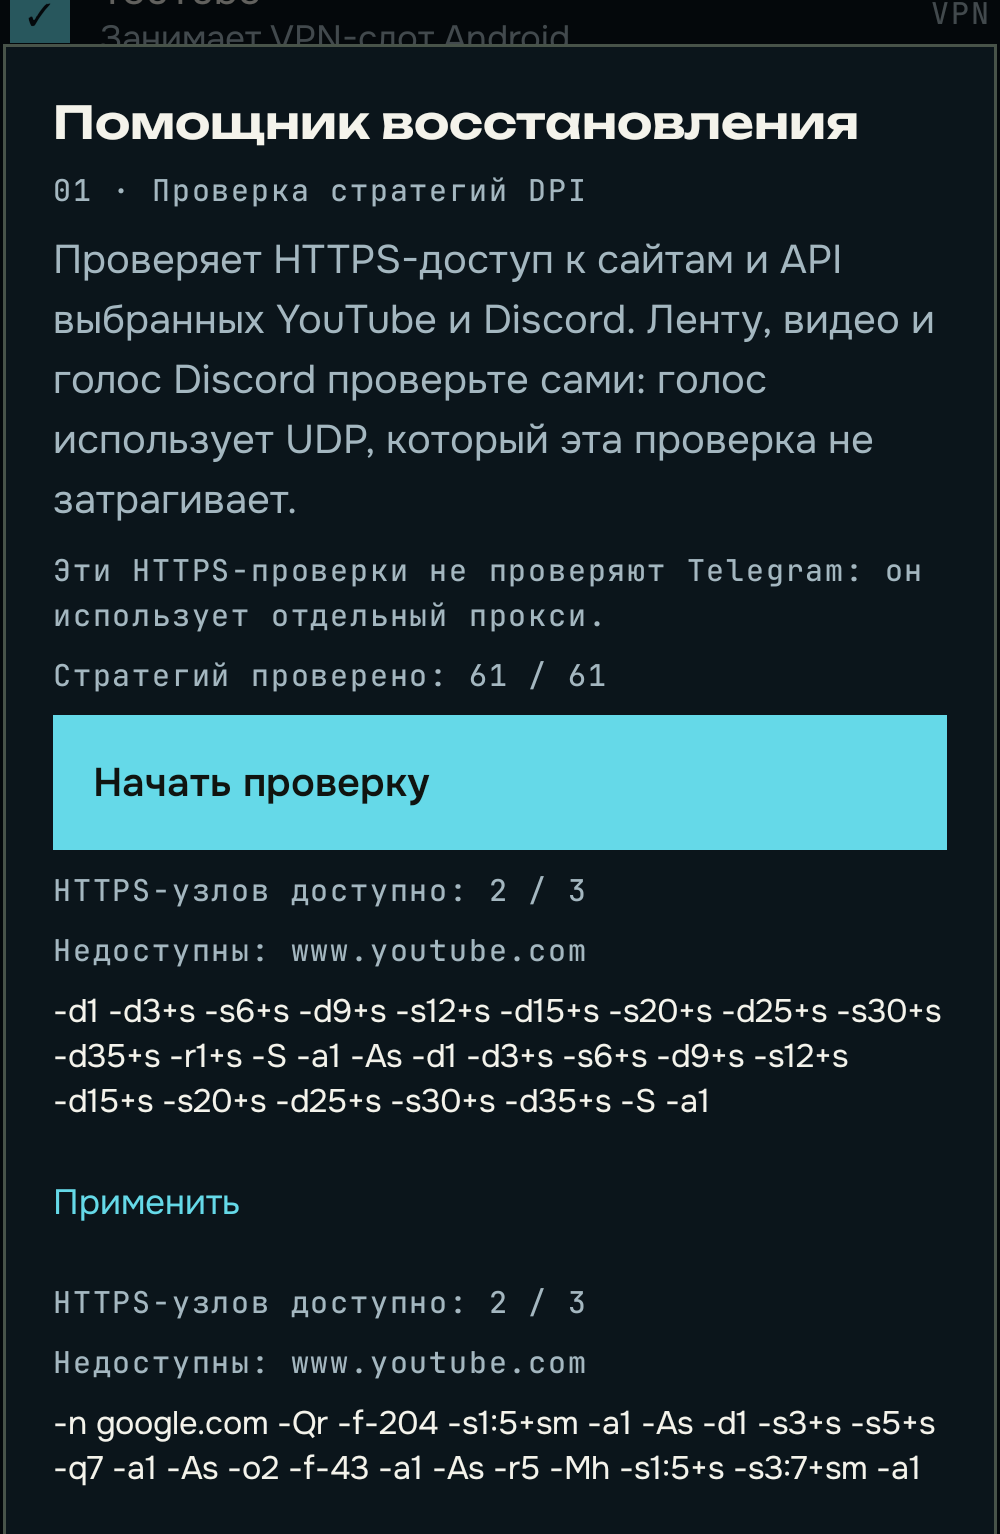 YouTube
VPN
Занимает VPN-слот Android
Помощник восстановления
01 · Проверка стратегий DPI
Проверяет HTTPS-доступ к сайтам и API
выбранных YouTube и Discord. Ленту, видео и
голос Discord проверьте сами: голос
использует UDP, который эта проверка не
затрагивает.
Эти HTTPS-проверки не проверяют Telegram: он
использует отдельный прокси.
Стратегий проверено: 61 / 61
Начать проверку
HTTPS-узлов доступно: 2 / 3
Недоступны: www.youtube.com
-d1 -d3+s -s6+s -d9+s -s12+s -d15+s -s20+s -d25+s -s30+s
-d35+s -r1+s -S -a1 -As -d1 -d3+s -s6+s -d9+s -s12+s
-d15+s -s20+s -d25+s -s30+s -d35+s -S -a1
Применить
HTTPS-узлов доступно: 2 / 3
Недоступны: www.youtube.com
-n google.com -Qr -f-204 -s1:5+sm -a1 -As -d1 -s3+s -s5+s
-q7 -a1 -As -o2 -f-43 -a1 -As -r5 -Mh -s1:5+s -s3:7+sm -a1